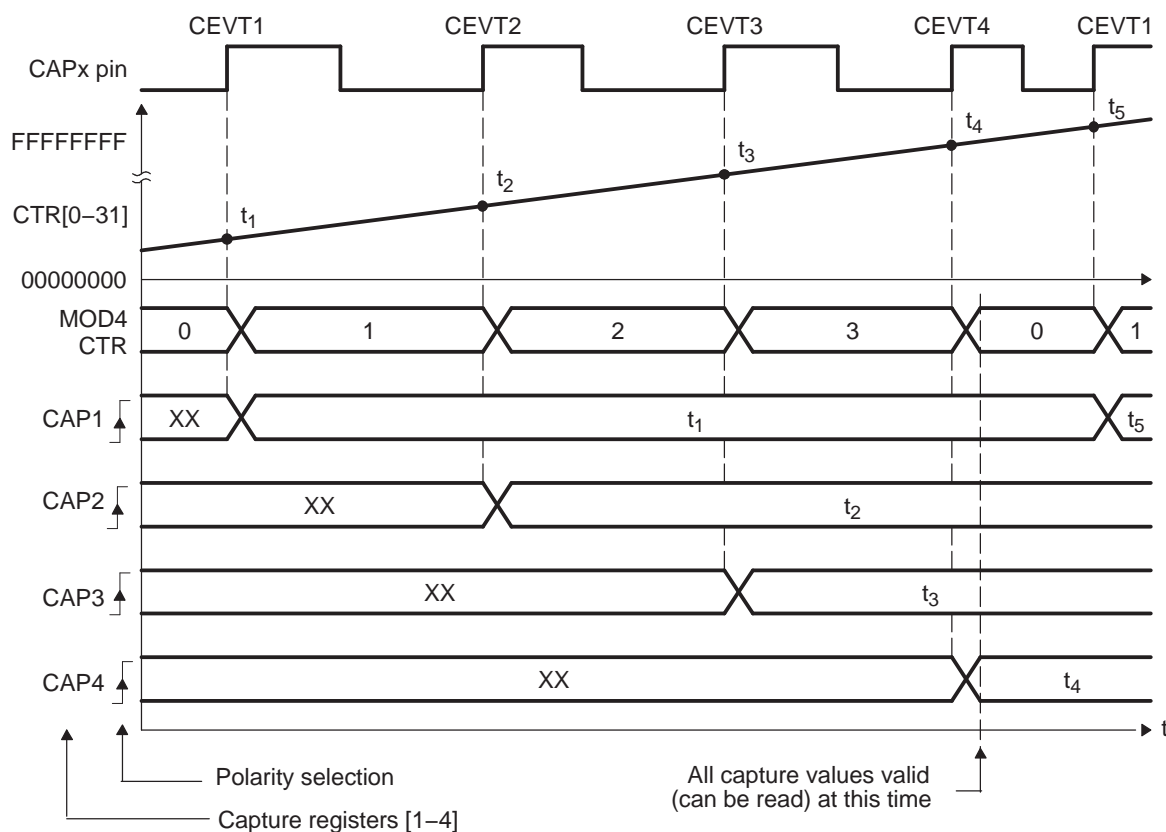 CEVT1 CEVT2 CEVT3 CEVT4 CEVT1
CAPx pin
FFFFFFFF
t5
t4
t3
t2
CTR[0−31]
t1
00000000
MOD4
CTR
0 1 2 3 0 1
CAP1 XX t1 t5
CAP2 XX t2
CAP3 XX t3
CAP4 XX t4
t
Polarity selection
Capture registers [1−4]
All capture values valid
(can be read) at this time